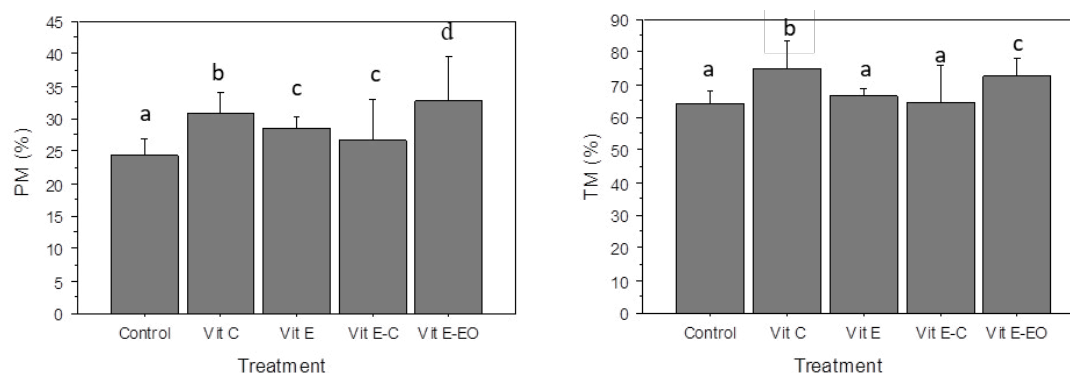 PM (%)
45
40
35
30
25
20
15
10
5
0
a
b
c
c
d
Control
Vit C
Vit E
Vit E-C
Vit E-EO
Treatment
TM (%)
90
80
70
60
50
40
30
20
10
0
a
b
a
a
c
Control
Vit C
Vit E
Vit E-C
Vit E-EO
Treatment